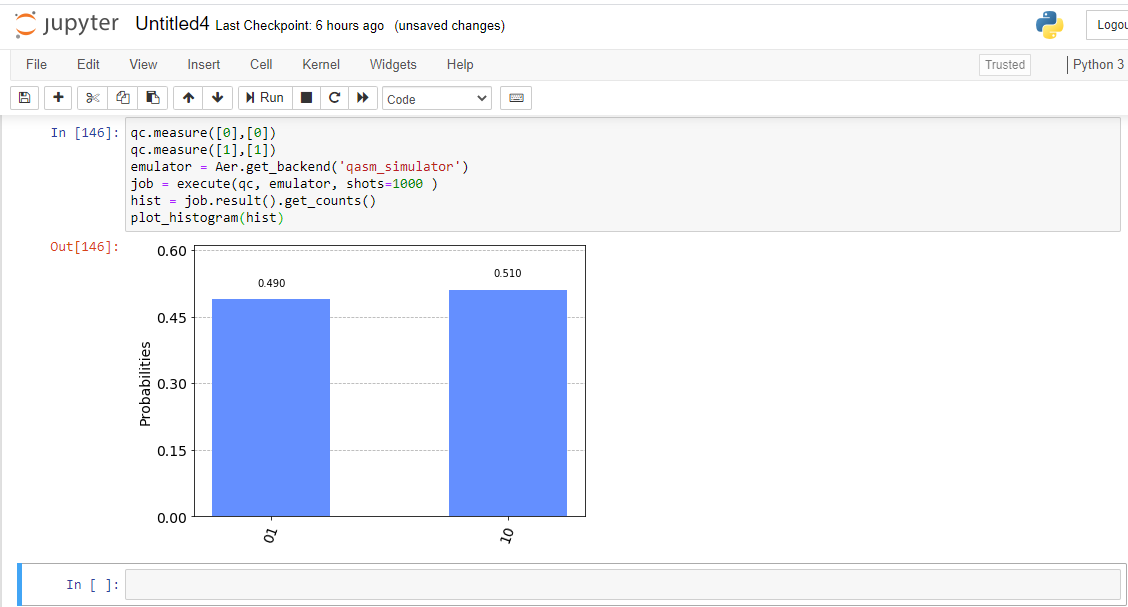 jupyter Untitled4 Last Checkpoint: 6 hours ago (unsaved changes)
Logou
File Edit View Insert Cell Kernel Widgets Help
Trusted
Python 3
Run
Code
In [146]:
qc.measure([0],[0])
qc.measure([1],[1])
emulator = Aer.get_backend('qasm_simulator')
job = execute(qc, emulator, shots=1000 )
hist = job.result().get_counts()
plot_histogram(hist)
Out[146]:
0.60
0.45
0.30
0.15
0.00
Probabilities
0.490
0.510
01
10
In [ ]: